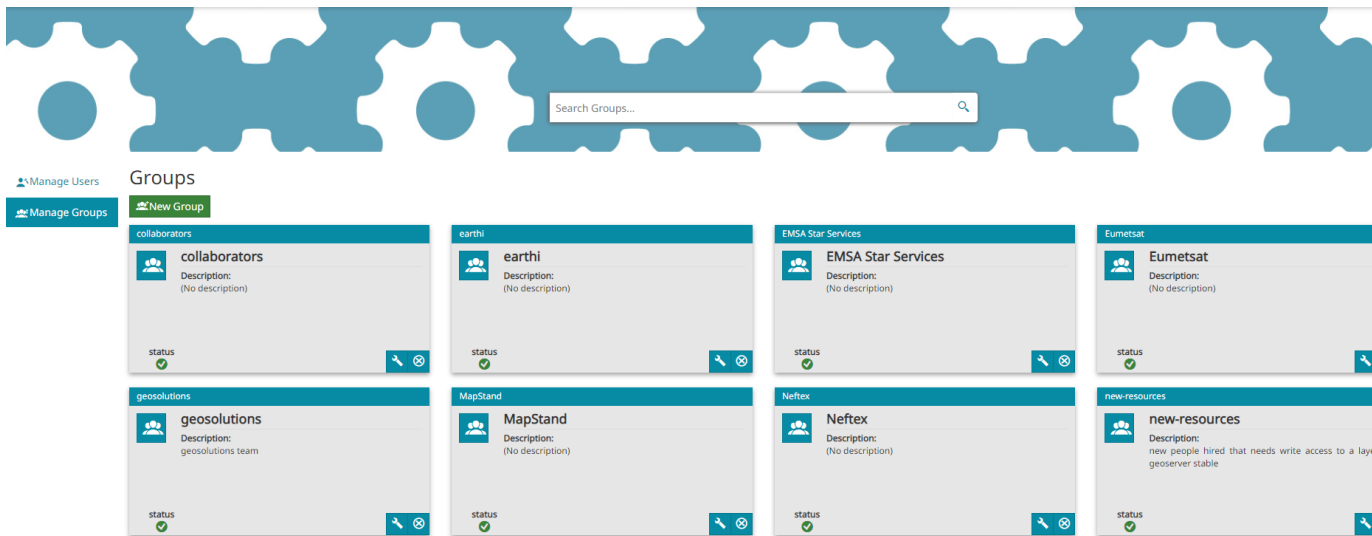 Search Groups...
Manage Users
Manage Groups
Groups
New Group
collaborators
collaborators
Description:
(No description)
status
earthi
earthi
Description:
(No description)
status
EMSA Star Services
EMSA Star Services
Description:
(No description)
status
Eumetsat
Eumetsat
Description:
(No description)
status
geosolutions
geosolutions
Description:
geosolutions team
status
MapStand
MapStand
Description:
(No description)
status
Neftex
Neftex
Description:
(No description)
status
new-resources
new-resources
Description:
new people hired that needs write access to a
geoserver stable
status